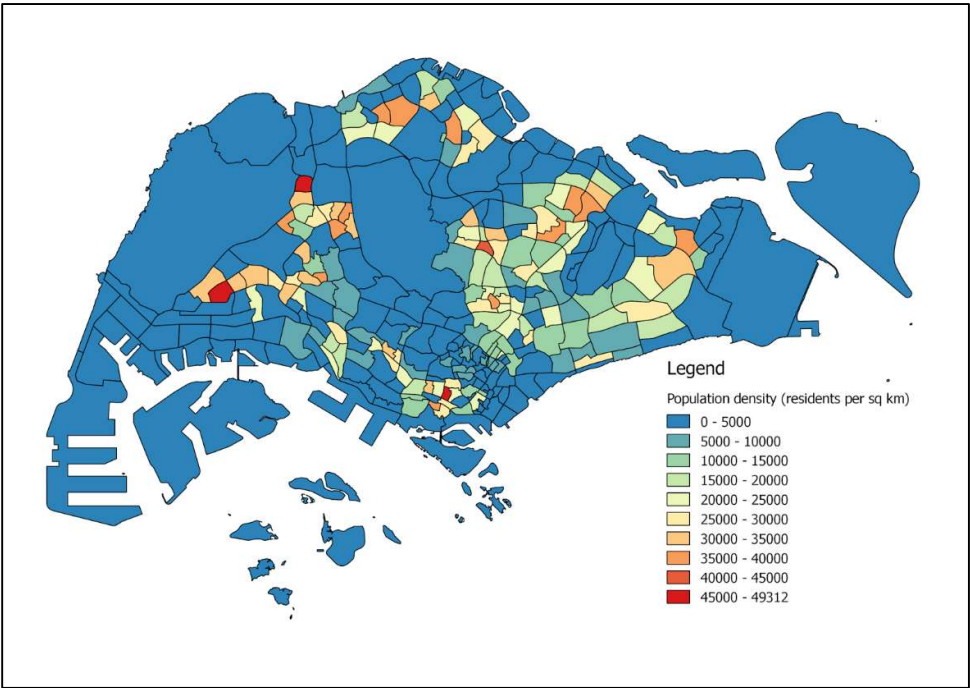 Legend
Population density (residents per sq km)
0 - 5000
5000 - 10000
10000 - 15000
15000 - 20000
20000 - 25000
25000 - 30000
30000 - 35000
35000 - 40000
40000 - 45000
45000 - 49312